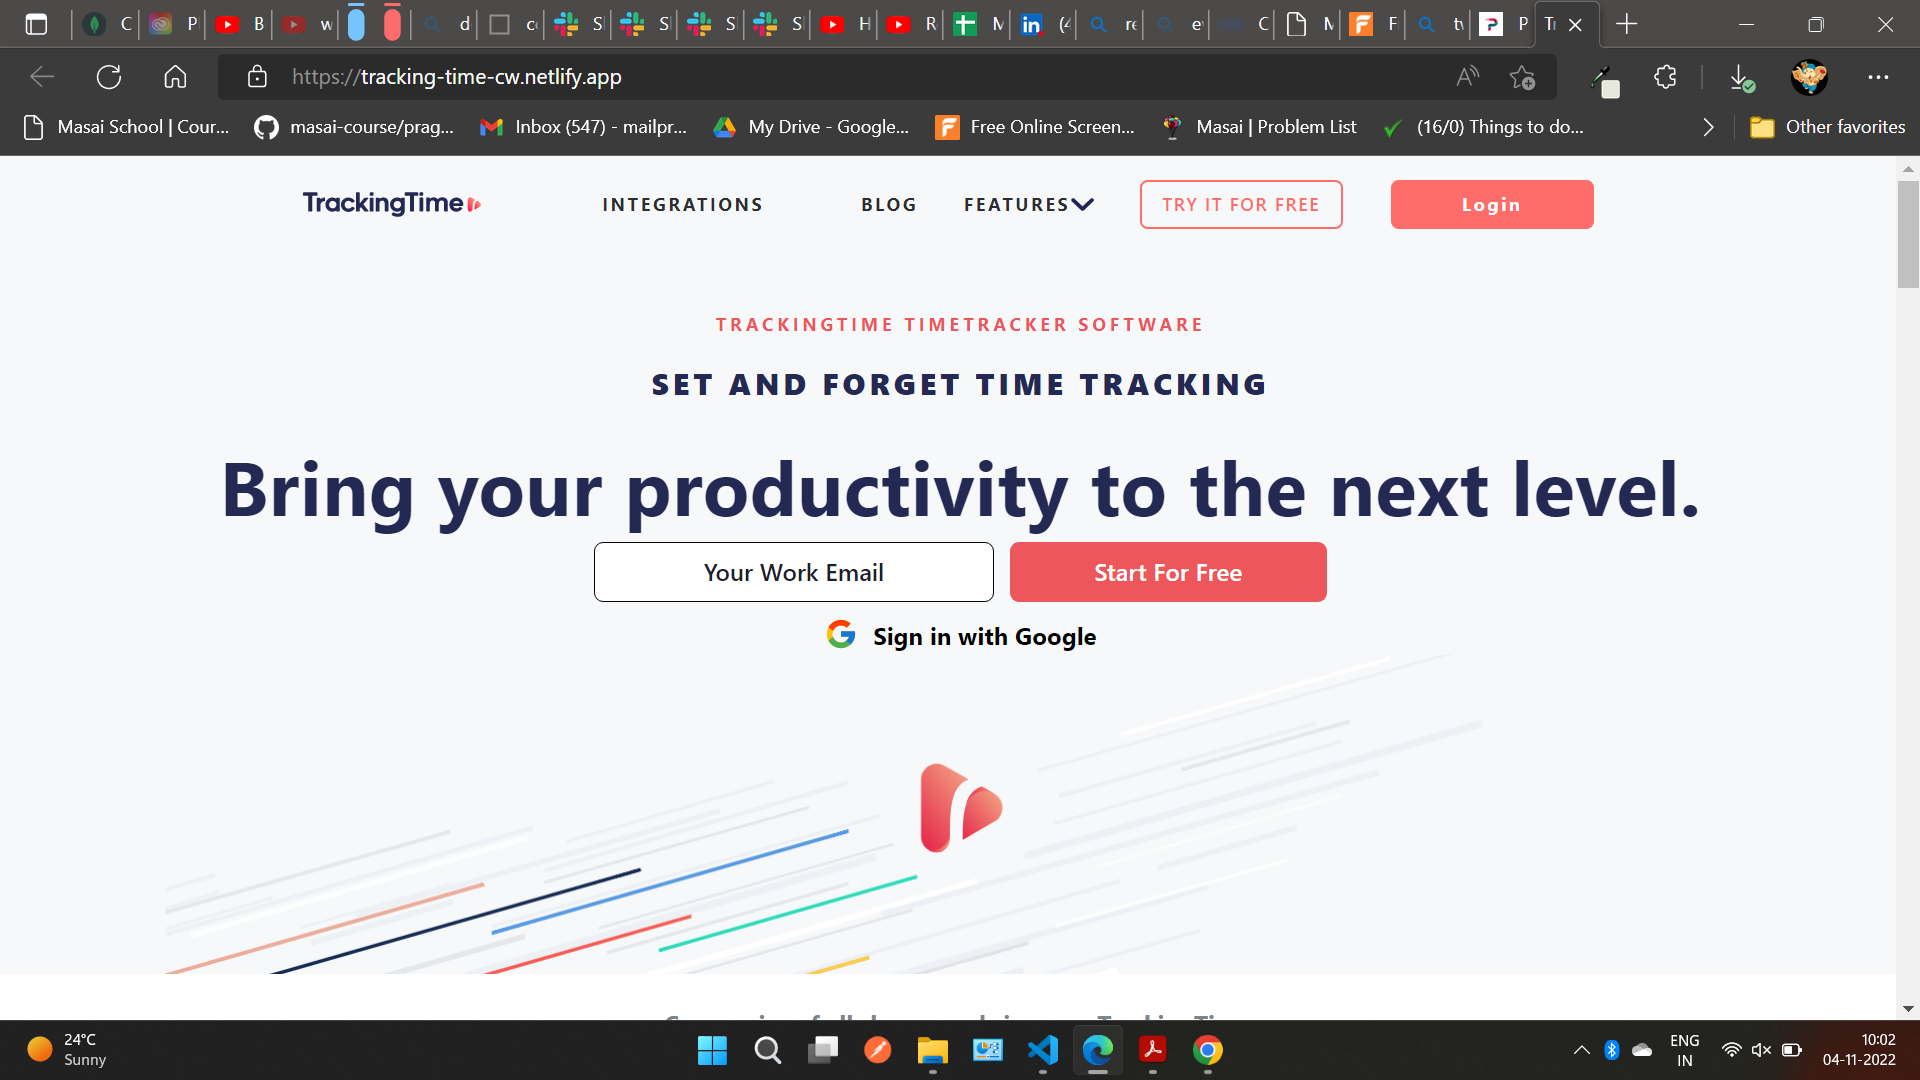 https://tracking-time-cw.netlify.app
Masai School | Cour...
masai-course/prag...
Inbox (547) - mailpr...
My Drive - Google...
Free Online Screen...
Masai | Problem List
(16/0) Things to do...
Other favorites
TrackingTime
INTEGRATIONS
BLOG
FEATURES
TRY IT FOR FREE
Login
TRACKINGTIME TIMETRACKER SOFTWARE
SET AND FORGET TIME TRACKING
Bring your productivity to the next level.
Your Work Email
Start For Free
Sign in with Google
24°C
Sunny
ENG
IN
10:02
04-11-2022